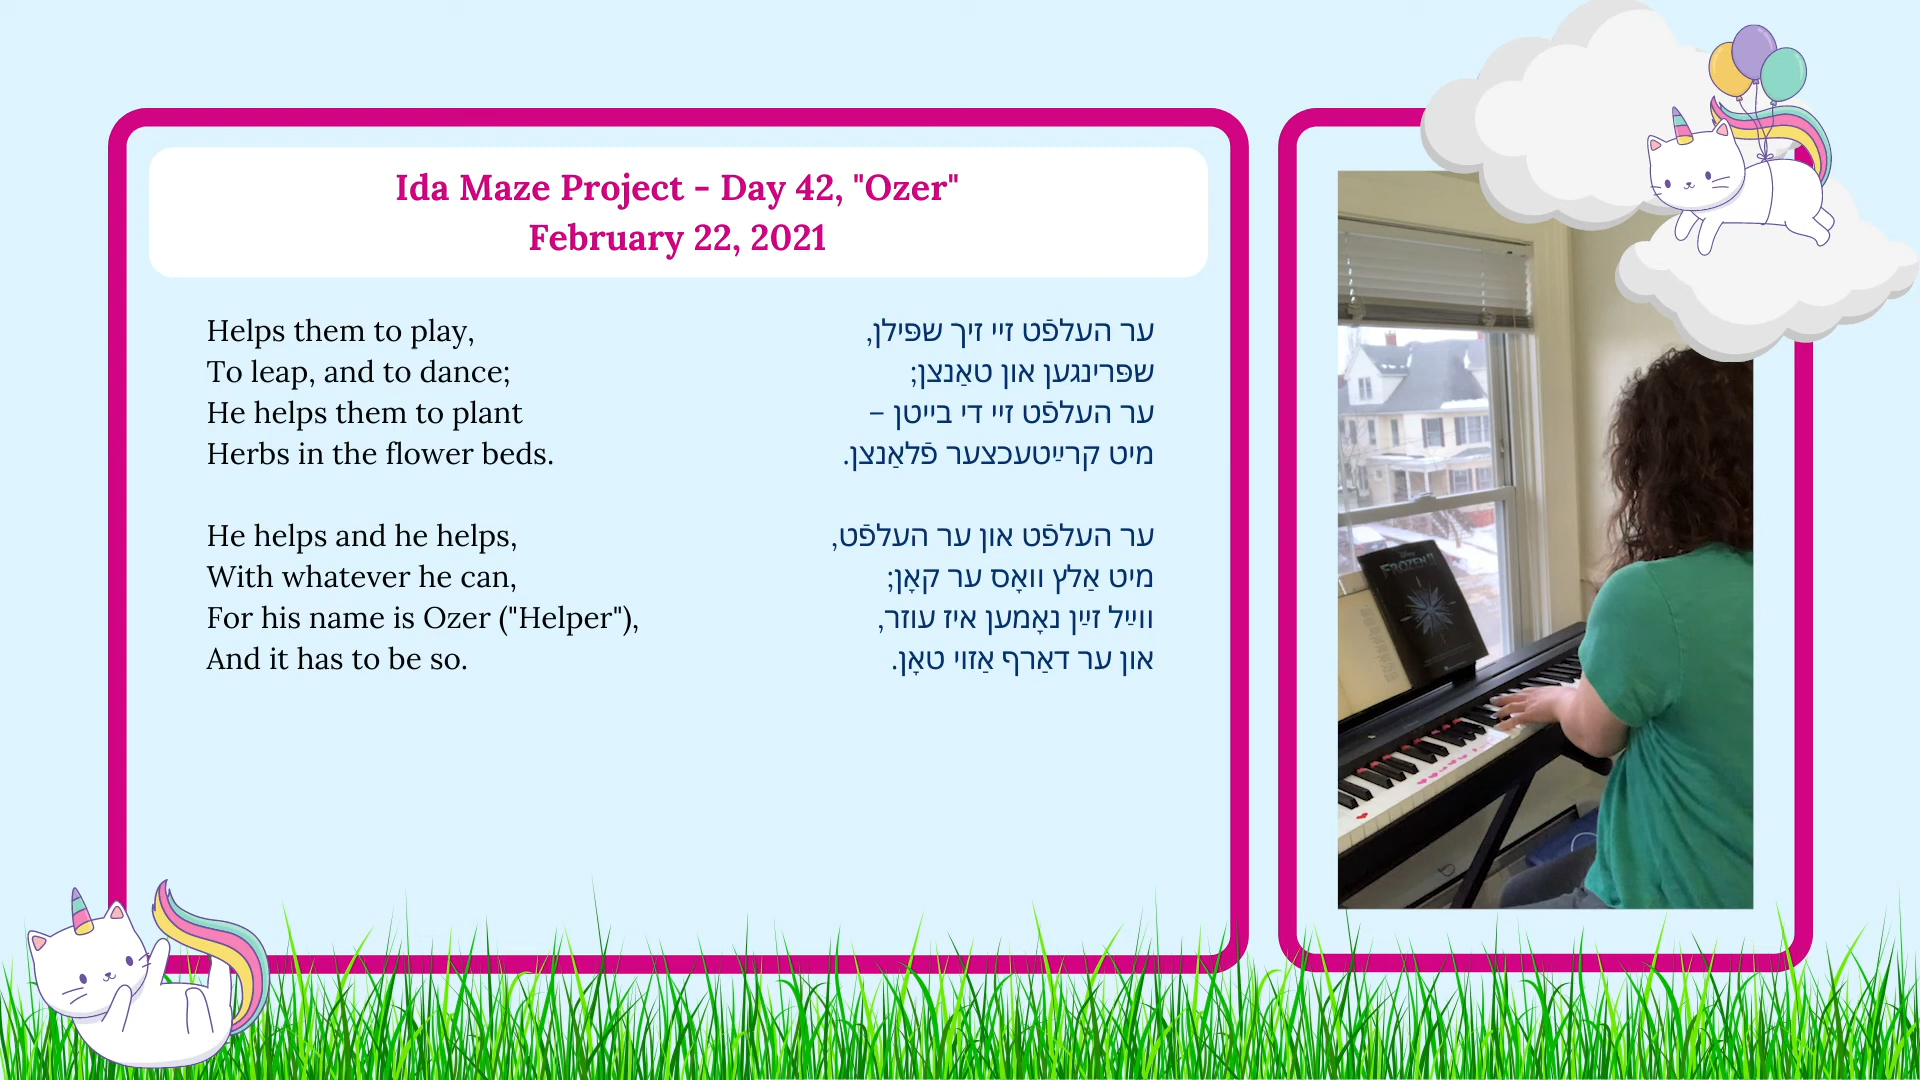 Ida Maze Project - Day 42, "Ozer"
February 22, 2021
Helps them to play,
To leap, and to dance;
He helps them to plant
Herbs in the flower beds.
He helps and he helps,
With whatever he can,
For his name is Ozer ("Helper"),
And it has to be so.
ער העלפֿט זיי זיך שפּילן,
שפּרינגען און טאַנצן;
ער העלפֿט זיי די בייטן –
מיט קרײַטעכצער פֿלאַנצן.
ער העלפֿט און ער העלפֿט,
מיט אַלץ וואָס ער קאָן;
ווײַל זײַן נאָמען איז עוזר,
און ער דאַרף אַזוי טאָן.
FROZEN II